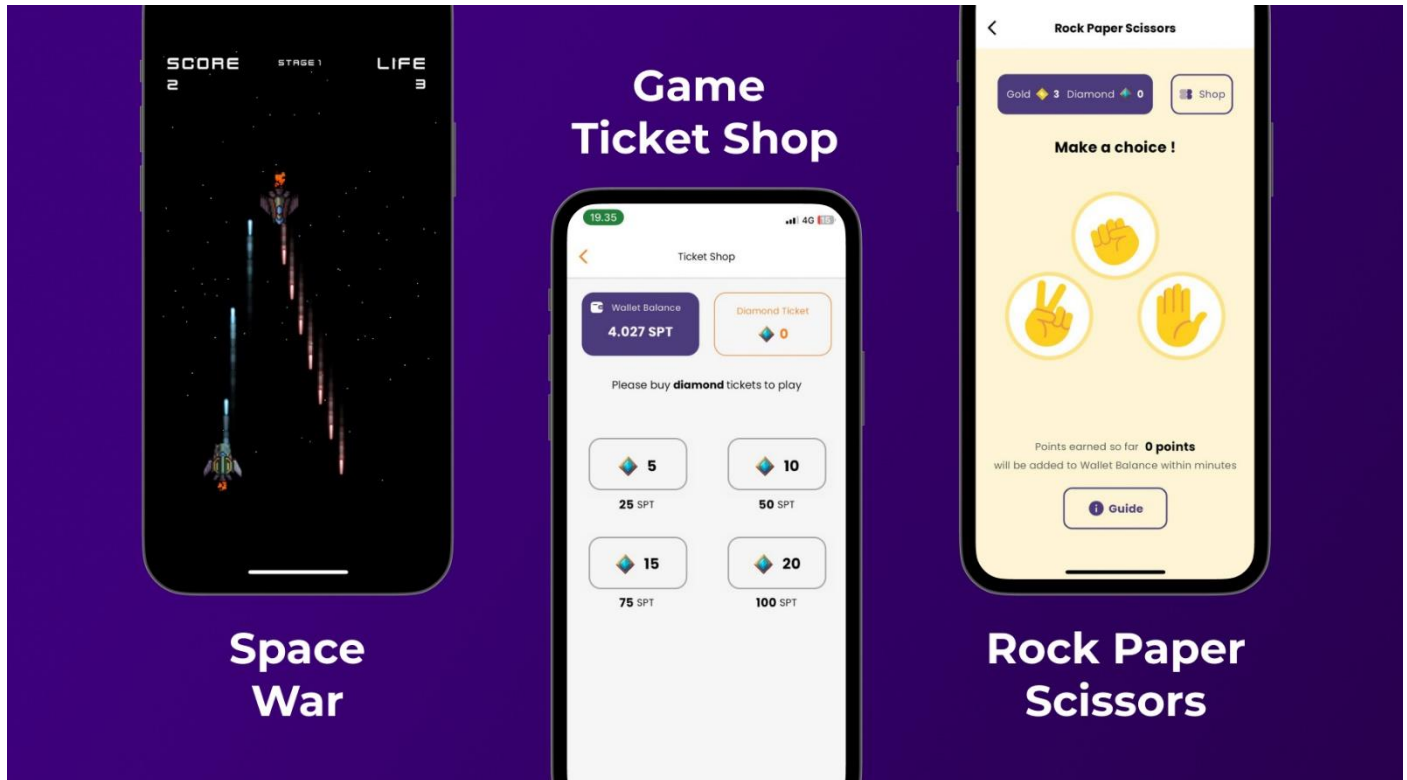 SCORE STAGE 1 LIFE
2 3
Space
War
Game
Ticket Shop
19.35 4G 15
Ticket Shop
Wallet Balance Diamond Ticket
4.027 SPT 0
Please buy diamond tickets to play
5 10
25 SPT 50 SPT
15 20
75 SPT 100 SPT
Rock Paper Scissors
Gold 3 Diamond 0 Shop
Make a choice !
Points earned so far 0 points
will be added to Wallet Balance within minutes
i Guide
Rock Paper
Scissors